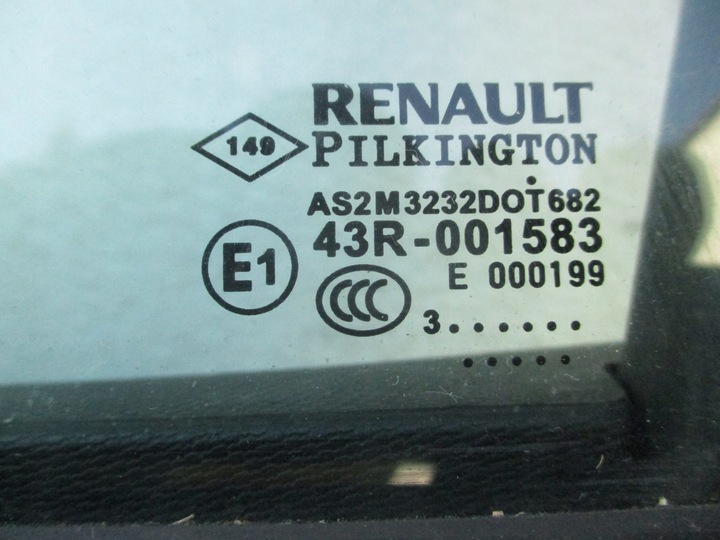 RENAULT
149 PILKINGTON
AS2M3232DOT682
43R-001583
E1
E 000199
CCC
3......
.....